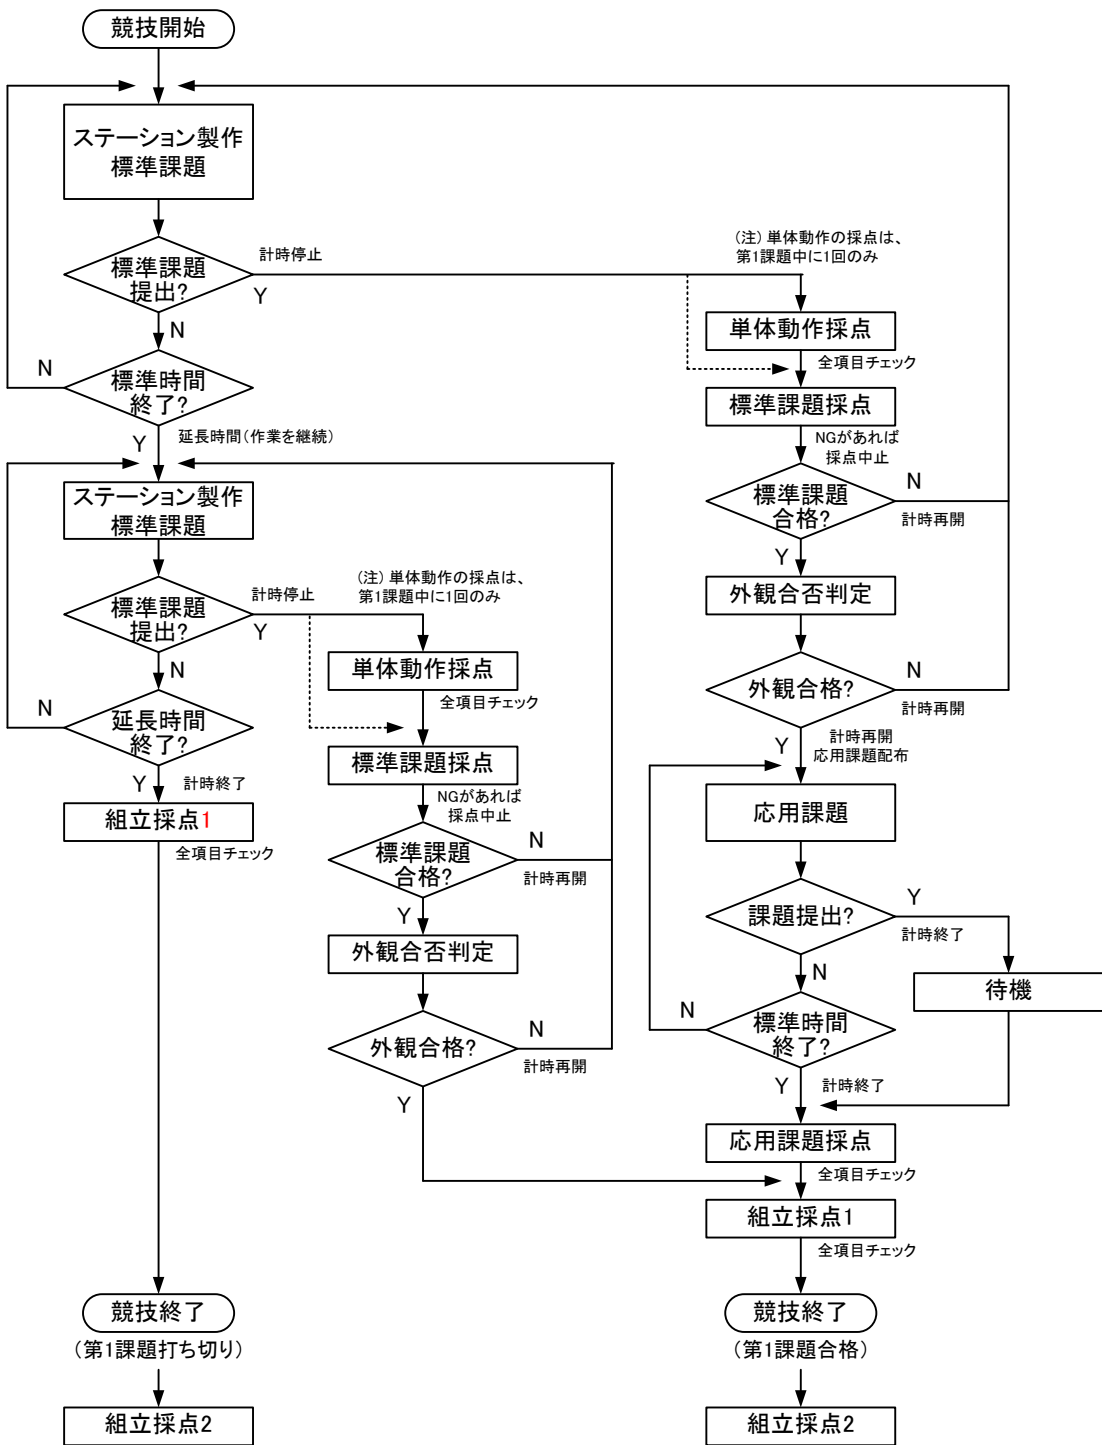 競技開始
ステーション製作
標準課題
標準課題
提出?
計時停止
Y
N
標準時間
終了?
N
Y
延長時間(作業を継続)
ステーション製作
標準課題
標準課題
提出?
計時停止
Y
N
延長時間
終了?
N
Y
計時終了
組立採点1
全項目チェック
競技終了
(第1課題打ち切り)
組立採点2
(注)単体動作の採点は、
第1課題中に1回のみ
単体動作採点
全項目チェック
標準課題採点
NGがあれば
採点中止
標準課題
合格?
N
計時再開
Y
外観合否判定
外観合格?
N
計時再開
Y
(注)単体動作の採点は、
第1課題中に1回のみ
単体動作採点
全項目チェック
標準課題採点
NGがあれば
採点中止
標準課題
合格?
N
計時再開
Y
外観合否判定
外観合格?
N
計時再開
Y
計時再開
応用課題配布
応用課題
課題提出?
Y
計時終了
待機
N
標準時間
終了?
N
Y
計時終了
応用課題採点
全項目チェック
組立採点1
全項目チェック
競技終了
(第1課題合格)
組立採点2